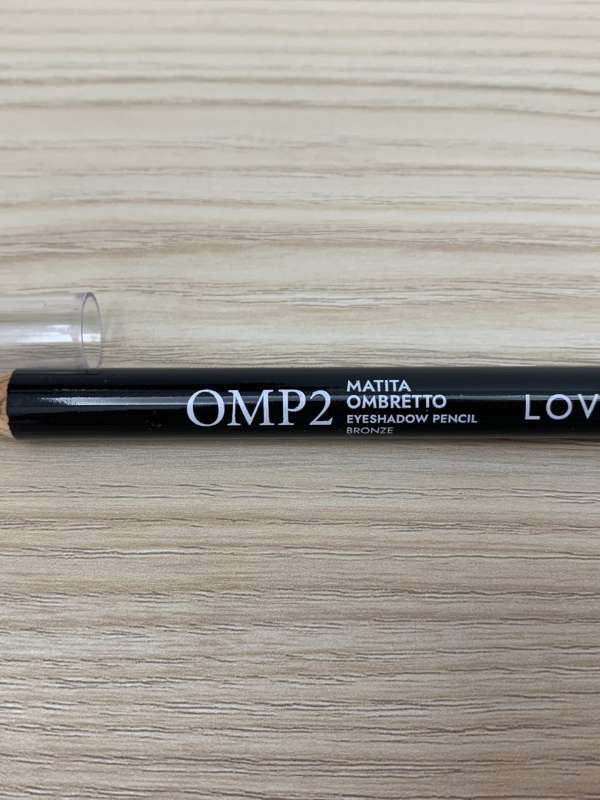 OMP2
MATITA
OMBRETTO
EYESHADOW PENCIL
BRONZE
LOV